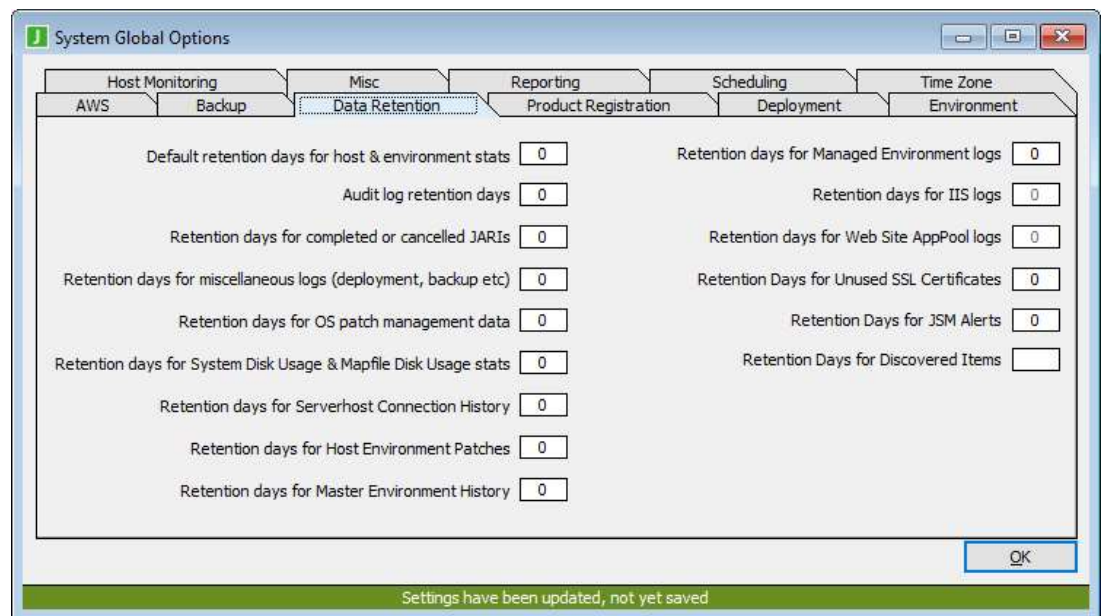 J System Global Options
Host Monitoring Misc Reporting Scheduling Time Zone
AWS Backup Data Retention Product Registration Deployment Environment
Default retention days for host & environment stats 0
Audit log retention days 0
Retention days for completed or cancelled JARIs 0
Retention days for miscellaneous logs (deployment, backup etc) 0
Retention days for OS patch management data 0
Retention days for System Disk Usage & Mapfile Disk Usage stats 0
Retention days for Serverhost Connection History 0
Retention days for Host Environment Patches 0
Retention days for Master Environment History 0
Retention days for Managed Environment logs 0
Retention days for IIS logs 0
Retention days for Web Site AppPool logs 0
Retention Days for Unused SSL Certificates 0
Retention Days for JSM Alerts 0
Retention Days for Discovered Items
OK
Settings have been updated, not yet saved